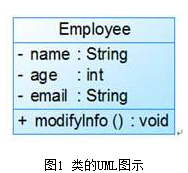 Employee
- name : String
- age : int
- email : String
+ modifyInfo () : void
图1 类的UML图示